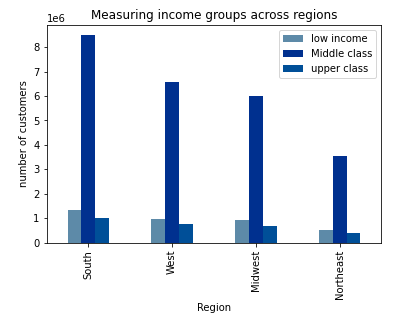 Measuring income groups across regions
1e6
low income
Middle class
upper class
8
7
6
5
4
3
2
1
0
number of customers
South
West
Midwest
Northeast
Region